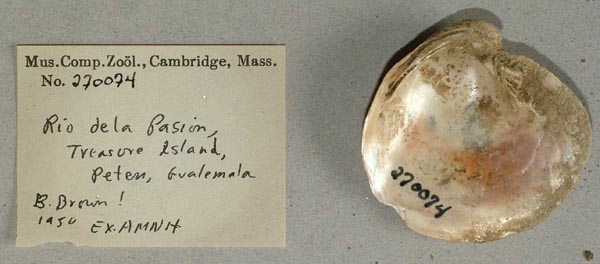 Mus.Comp.Zoöl., Cambridge, Mass.
No. 270074
Rio de la Pasion,
Treasure Island,
Peten, Guatemala
B. Brown!
1950
Ex. AMNH
270074